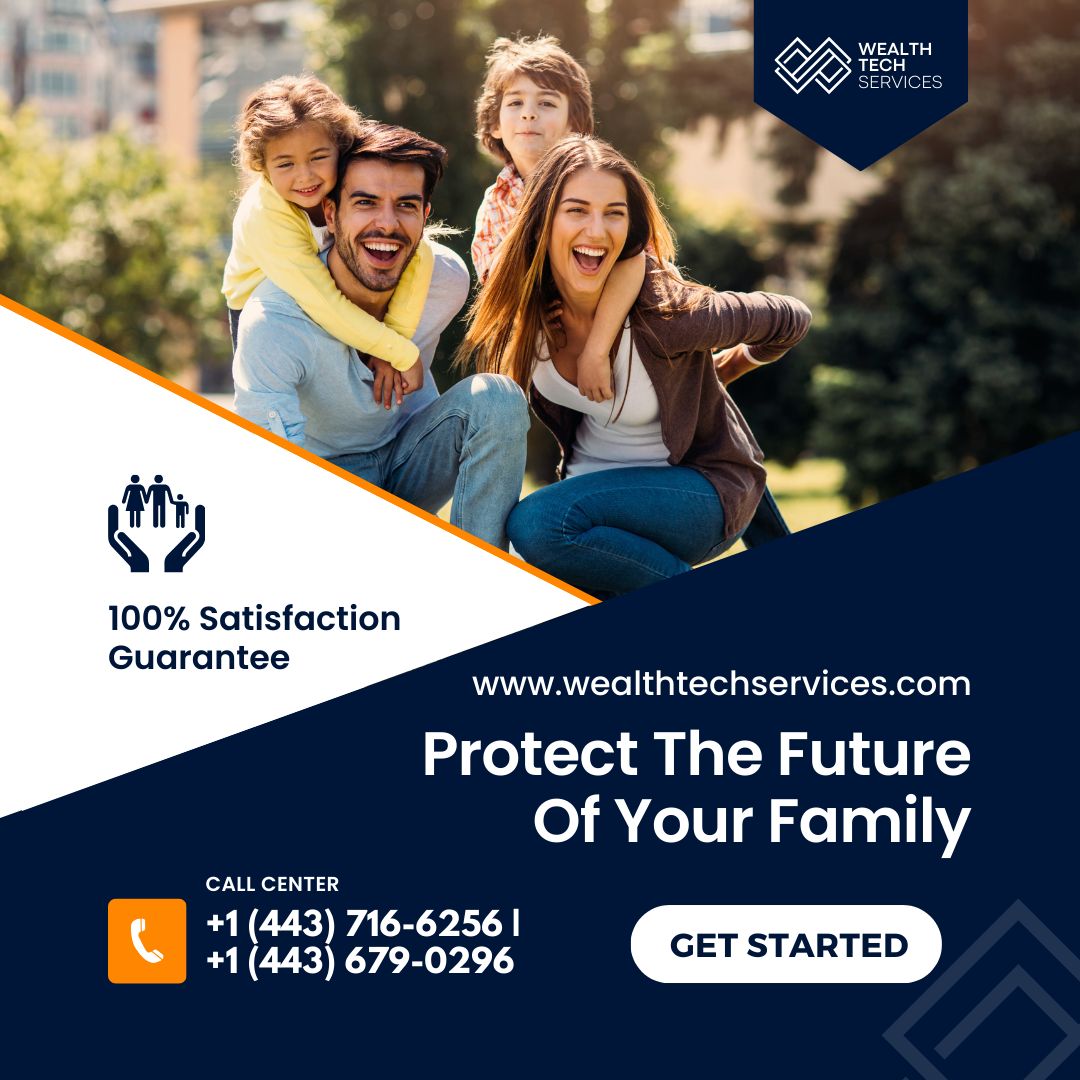 WEALTH
TECH
SERVICES
100% Satisfaction
Guarantee
www.wealthtechservices.com
Protect The Future
Of Your Family
CALL CENTER
+1 (443) 716-6256 |
+1 (443) 679-0296
GET STARTED